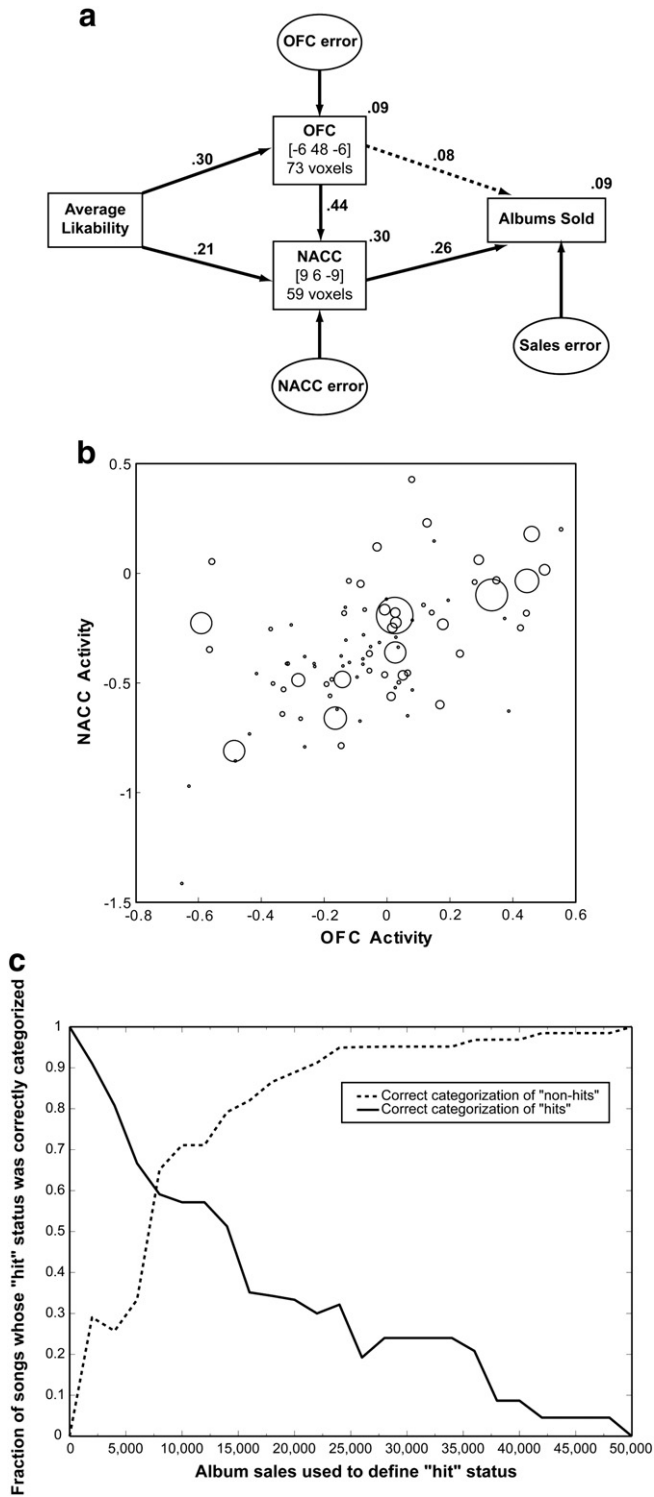 a
OFC error
.09
OFC
[-6 48 -6]
73 voxels
.30
.08
.09
Average
Likability
.44
Albums Sold
.21
.30
.26
NACC
[9 6 -9]
59 voxels
Sales error
NACC error
b
NACC Activity
0.5
0
-0.5
-1
-1.5
-0.8
-0.6
-0.4
-0.2
0
0.2
0.4
0.6
OFC Activity
c
Fraction of songs whose "hit" status was correctly categorized
1
0.9
0.8
0.7
0.6
0.5
0.4
0.3
0.2
0.1
0
Correct categorization of "non-hits"
Correct categorization of "hits"
0
5,000
10,000
15,000
20,000
25,000
30,000
35,000
40,000
45,000
50,000
Album sales used to define "hit" status